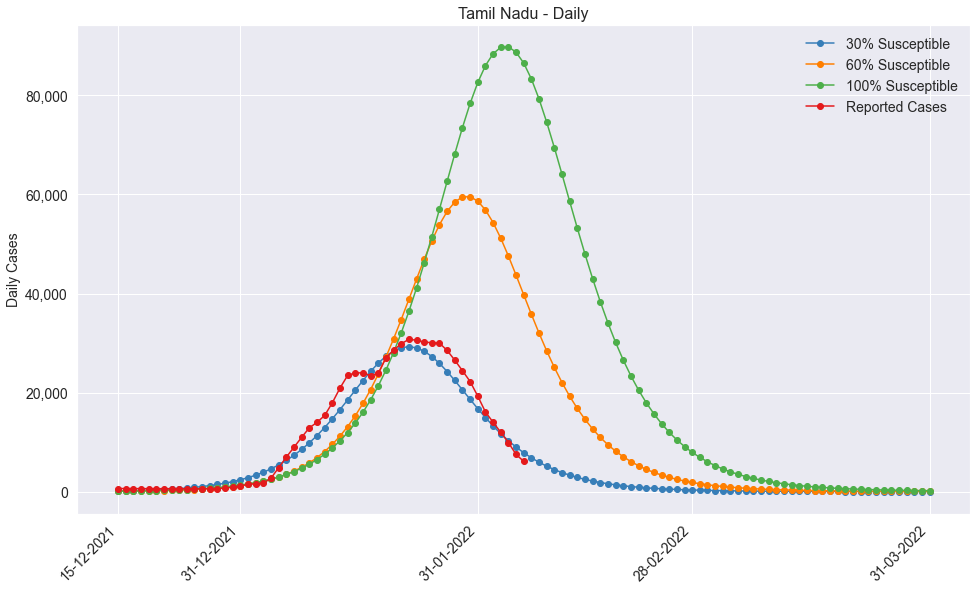 Tamil Nadu - Daily
30% Susceptible
60% Susceptible
100% Susceptible
Reported Cases
Daily Cases
80,000
60,000
40,000
20,000
0
15-12-2021
31-12-2021
31-01-2022
28-02-2022
31-03-2022